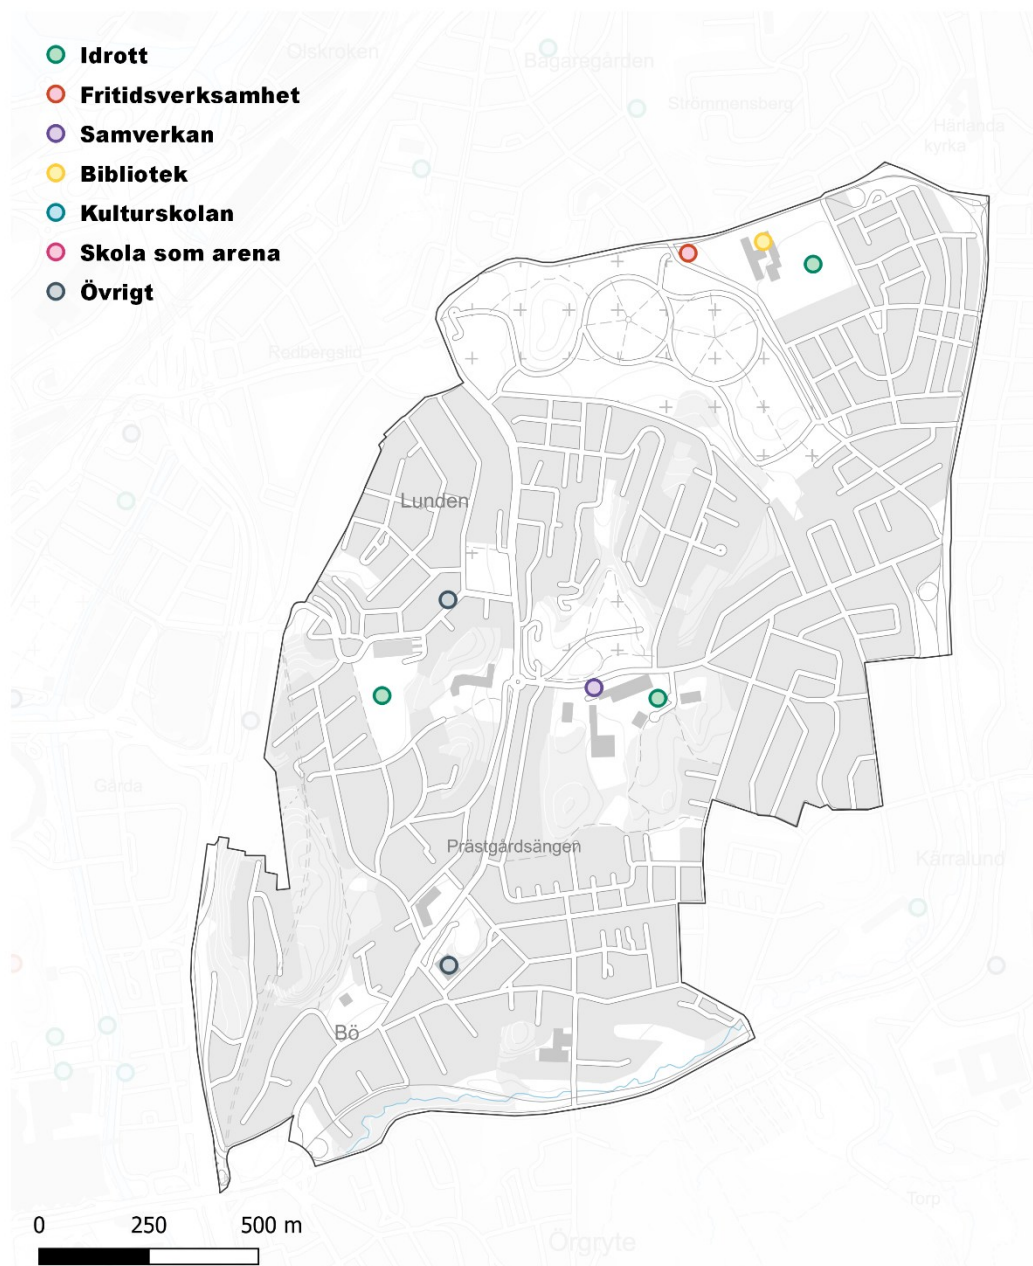 Idrott
Fritidsverksamhet
Samverkan
Bibliotek
Kulturskolan
Skola som arena
Övrigt
Olskroken
Bagaregården
Strömmensberg
Härlanda
kyrka
Redbergslid
Lunden
Gårda
Prästgårdsängen
Kärralund
Bö
Torp
Örgryte
0 250 500 m